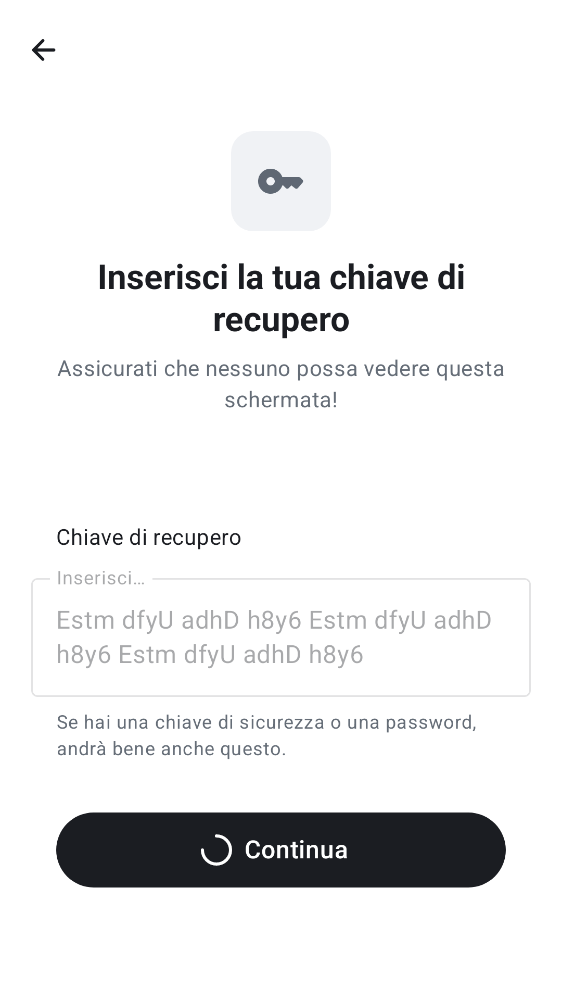 Inserisci la tua chiave di
recupero
Assicurati che nessuno possa vedere questa
schermata!
Chiave di recupero
Inserisci…
Estm dfyU adhD h8y6 Estm dfyU adhD
h8y6 Estm dfyU adhD h8y6
Se hai una chiave di sicurezza o una password,
andrà bene anche questo.
Continua